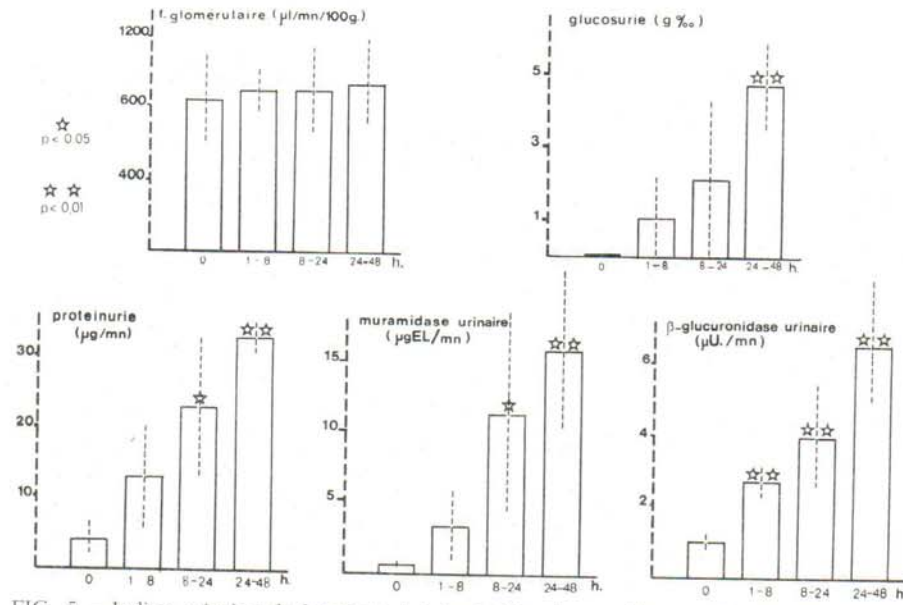 f. glomérulaire (µl/mn/100g.)
1200
600
400
0 1-8 8-24 24-48 h.
☆
p< 0.05
☆ ☆
p< 0,01
glucosurie (g‰)
5
3
1
☆☆
0 1-8 8-24 24-48 h.
proteinurie
(µg/mn)
30
20
10
☆
☆☆
0 1-8 8-24 24-48 h.
muramidase urinaire
(µgEL/mn)
15
10
5
☆
☆☆
0 1-8 8-24 24-48 h.
β-glucuronidase urinaire
(µU./mn)
6
4
2
☆☆
☆☆
☆☆
0 1-8 8-24 24-48 h.
FIG. 5